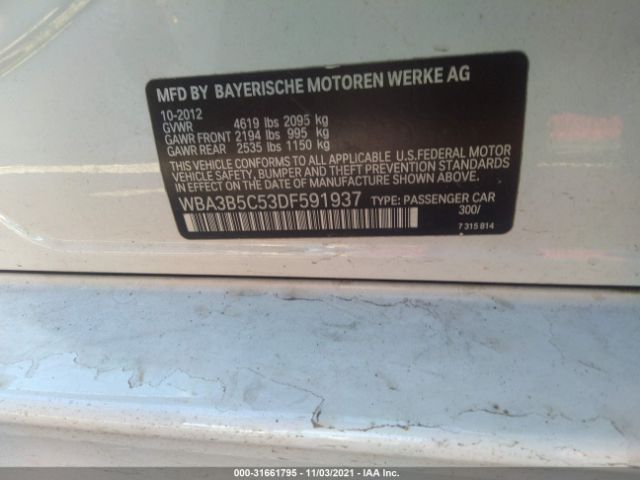 MFD BY BAYERISCHE MOTOREN WERKE AG
10-2012
GVWR 4619 lbs 2095 kg
GAWR FRONT 2194 lbs 995 kg
GAWR REAR 2535 lbs 1150 kg
THIS VEHICLE CONFORMS TO ALL APPLICABLE U.S.FEDERAL MOTOR
VEHICLE SAFETY, BUMPER AND THEFT PREVENTION STANDARDS
IN EFFECT ON THE DATE OF MANUFACTURE SHOWN ABOVE.
WBA3B5C53DF591937 TYPE: PASSENGER CAR
300/
7 315 814
000-31661795 - 11/03/2021 - IAA Inc.